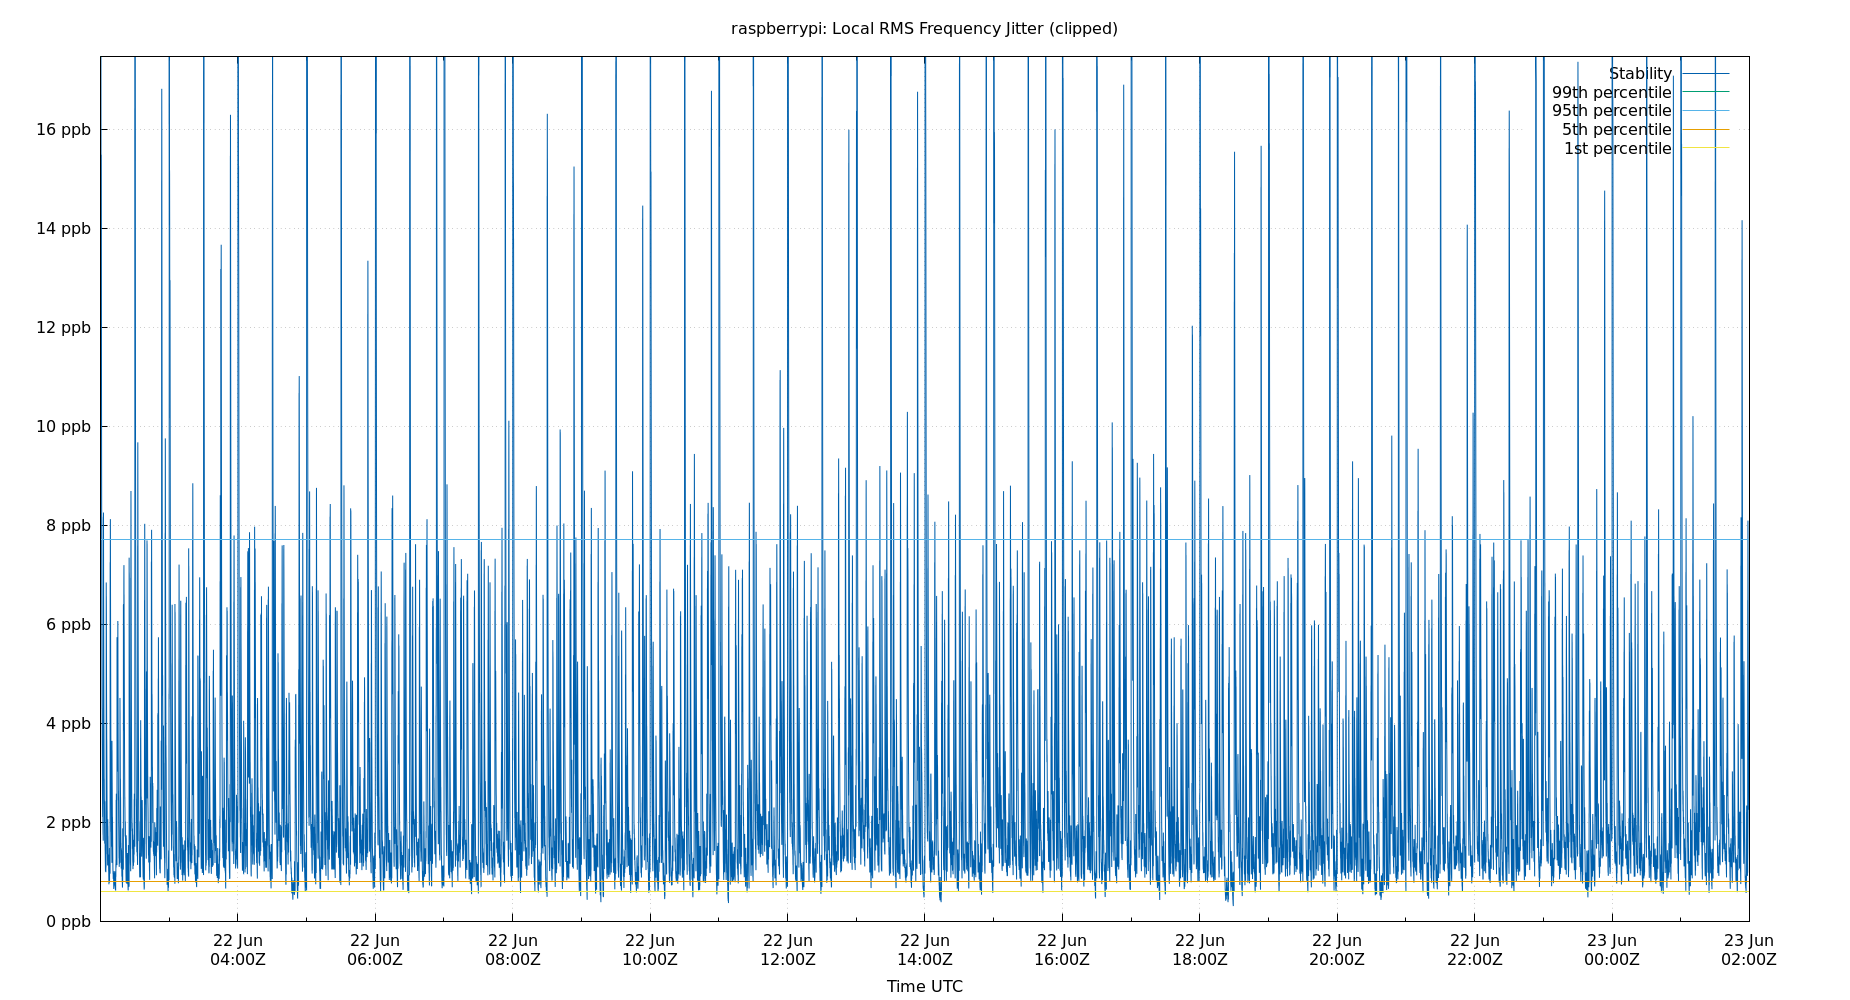 raspberrypi: Local RMS Frequency Jitter (clipped)
Stability
99th percentile
95th percentile
5th percentile
1st percentile
16 ppb
14 ppb
12 ppb
10 ppb
8 ppb
6 ppb
4 ppb
2 ppb
0 ppb
22 Jun 22 Jun 22 Jun 22 Jun 22 Jun 22 Jun 22 Jun 22 Jun 22 Jun 22 Jun 23 Jun 23 Jun
04:00Z 06:00Z 08:00Z 10:00Z 12:00Z 14:00Z 16:00Z 18:00Z 20:00Z 22:00Z 00:00Z 02:00Z
Time UTC